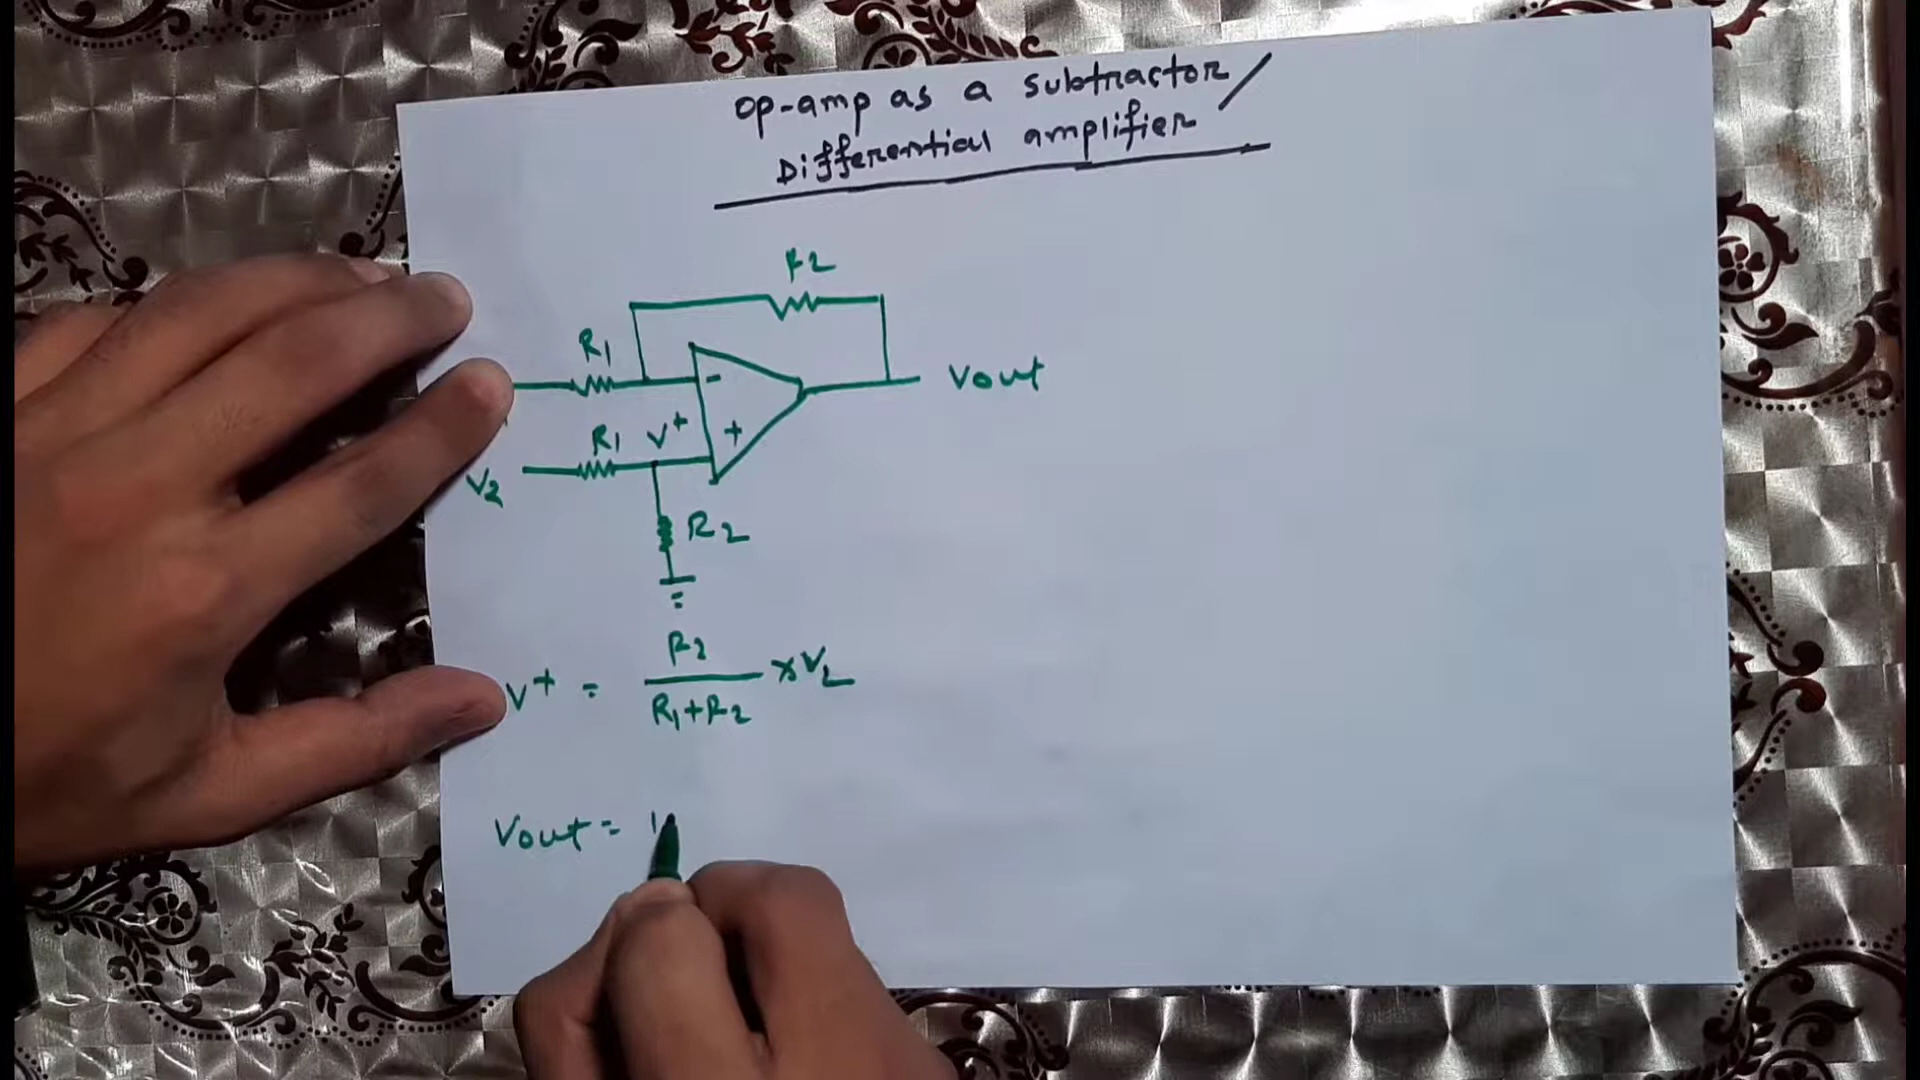 op-amp as a subtractor/
Differential amplifier
R2
R1
-
Vout
R1 V+
+
V2
R2
V+ = R2 / R1+R2 × V2
Vout =